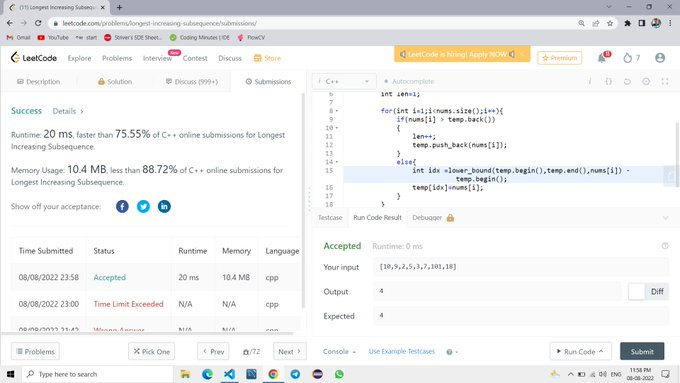 (11) Longest Increasing Subsequ
leetcode.com/problems/longest-increasing-subsequence/submissions/
Gmail YouTube start Striver's SDE Sheet... Coding Minutes | IDE FlowCV
LeetCode Explore Problems Interview New Contest Discuss Store
LeetCode is hiring! Apply NOW. Premium 7
Description Solution Discuss (999+) Submissions
i C++ Autocomplete
Success Details >
Runtime: 20 ms, faster than 75.55% of C++ online submissions for Longest
Increasing Subsequence.
Memory Usage: 10.4 MB, less than 88.72% of C++ online submissions for
Longest Increasing Subsequence.
Show off your acceptance:
Time Submitted Status Runtime Memory Language
08/08/2022 23:58 Accepted 20 ms 10.4 MB cpp
08/08/2022 23:00 Time Limit Exceeded N/A N/A cpp
08/08/2022 21:42 Wrong Answer N/A N/A cpp
6 int len=1;
7
8 for(int i=1;i<nums.size();i++){
9 if(nums[i] > temp.back())
10 {
11 len++;
12 temp.push_back(nums[i]);
13 }
14 else{
15 int idx =lower_bound(temp.begin(),temp.end(),nums[i]) -
temp.begin();
16 temp[idx]=nums[i];
17 }
18 }
Testcase Run Code Result Debugger
Accepted Runtime: 0 ms
Your input [10,9,2,5,3,7,101,18]
Output 4 Diff
Expected 4
Problems Pick One < Prev /72 Next >
Console Use Example Testcases Run Code Submit
Type here to search
ENG 11:58 PM
08-08-2022